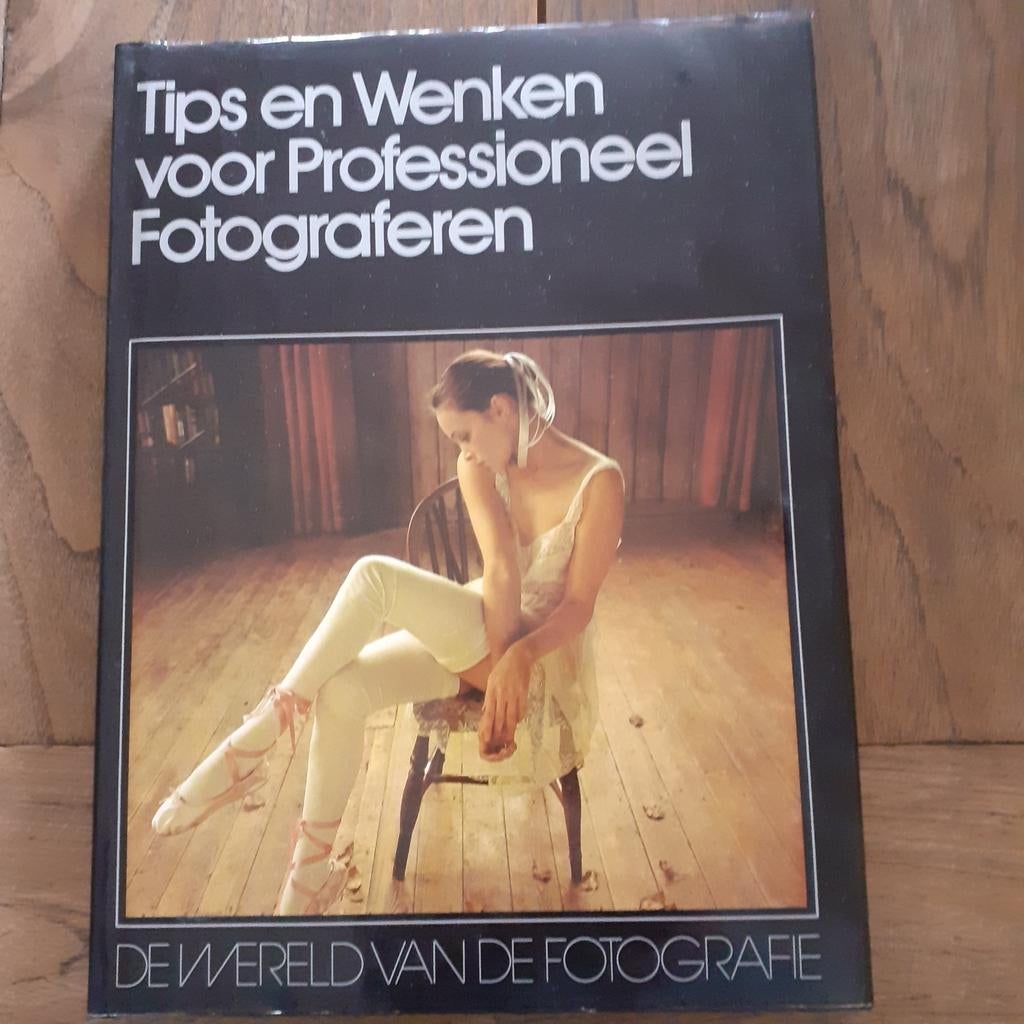 Tips en Wenken
voor Professioneel
Fotograferen
DE WERELD VAN DE FOTOGRAFIE